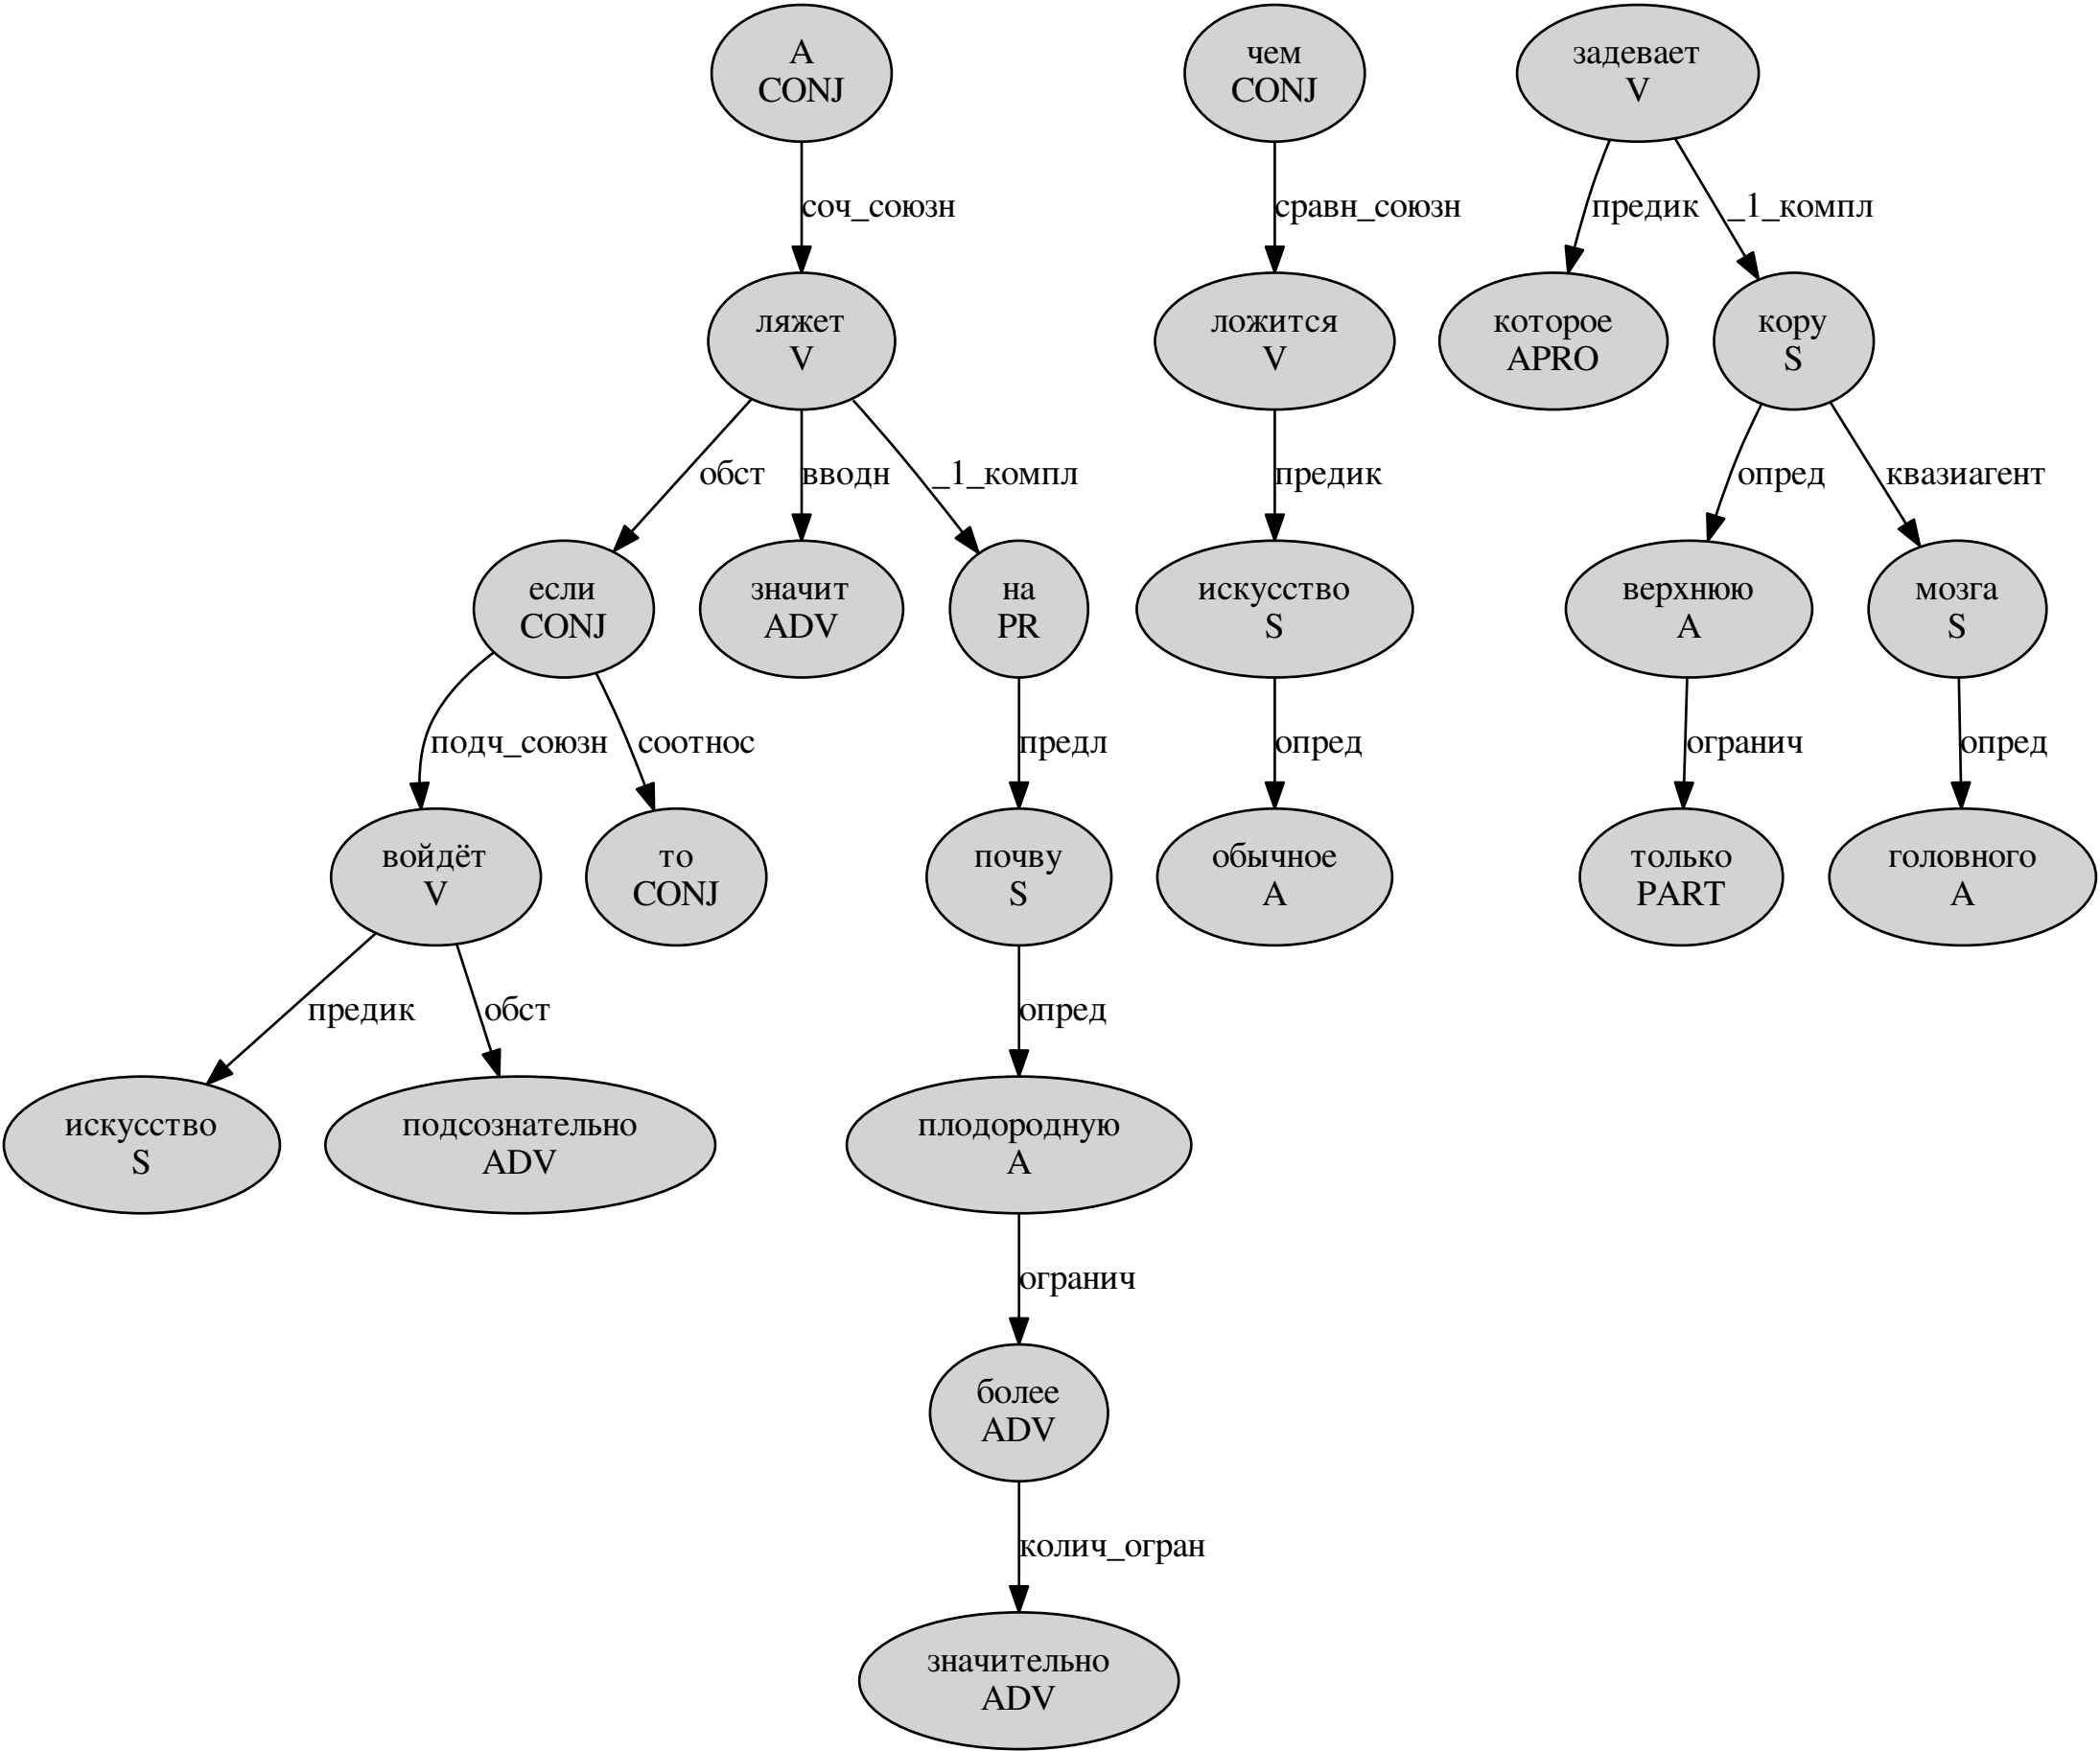 А
CONJ
чем
CONJ
задевает
V
соч_союзн
сравн_союзн
предик
_1_компл
ляжет
V
ложится
V
которое
APRO
кору
S
обст
вводн
_1_компл
предик
опред
квазиагент
если
CONJ
значит
ADV
на
PR
искусство
S
верхнюю
A
мозга
S
подч_союзн
соотнос
предл
опред
огранич
опред
войдёт
V
то
CONJ
почву
S
обычное
A
только
PART
головного
A
предик
обст
опред
искусство
S
подсознательно
ADV
плодородную
A
огранич
более
ADV
колич_огран
значительно
ADV